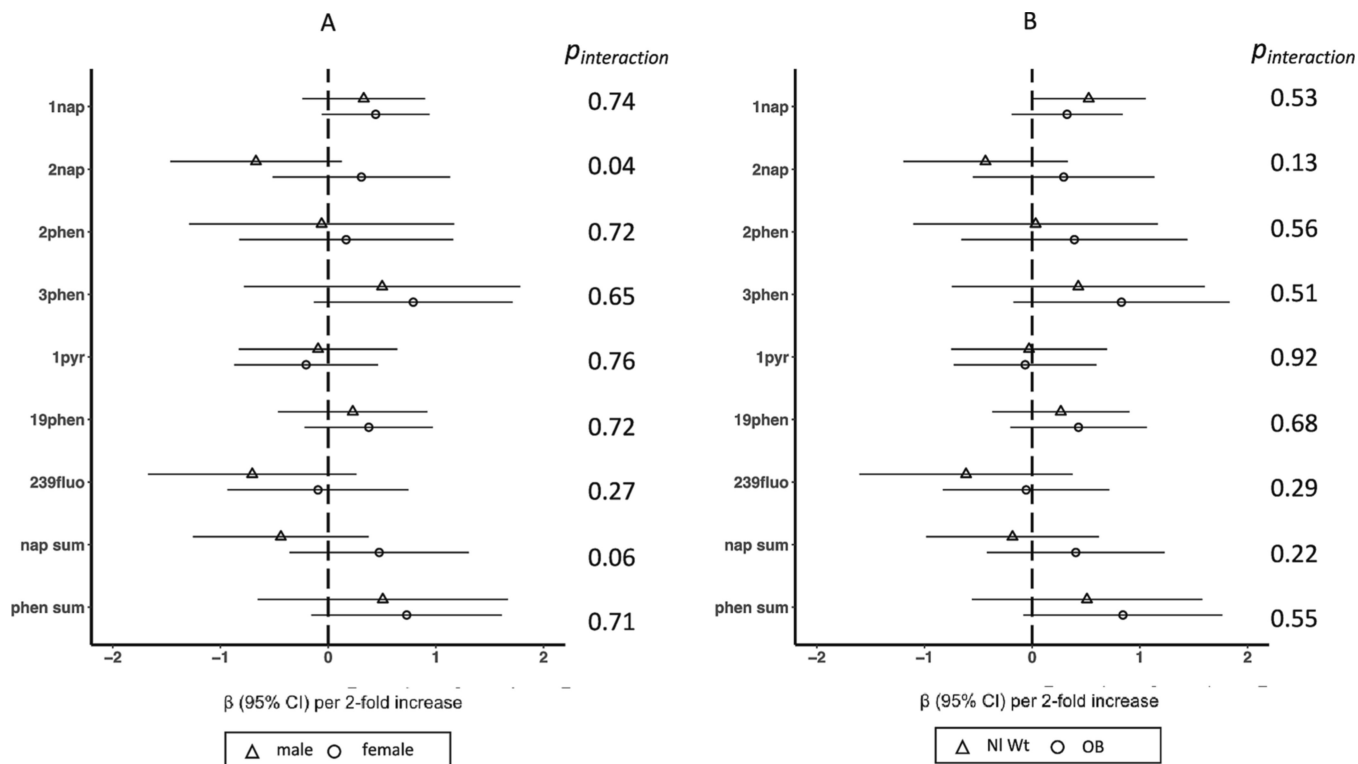 A
p interaction
1nap 0.74
2nap 0.04
2phen 0.72
3phen 0.65
1pyr 0.76
19phen 0.72
239fluo 0.27
nap sum 0.06
phen sum 0.71
−2 −1 0 1 2
β (95% CI) per 2-fold increase
male female
B
p interaction
1nap 0.53
2nap 0.13
2phen 0.56
3phen 0.51
1pyr 0.92
19phen 0.68
239fluo 0.29
nap sum 0.22
phen sum 0.55
−2 −1 0 1 2
β (95% CI) per 2-fold increase
Nl Wt OB